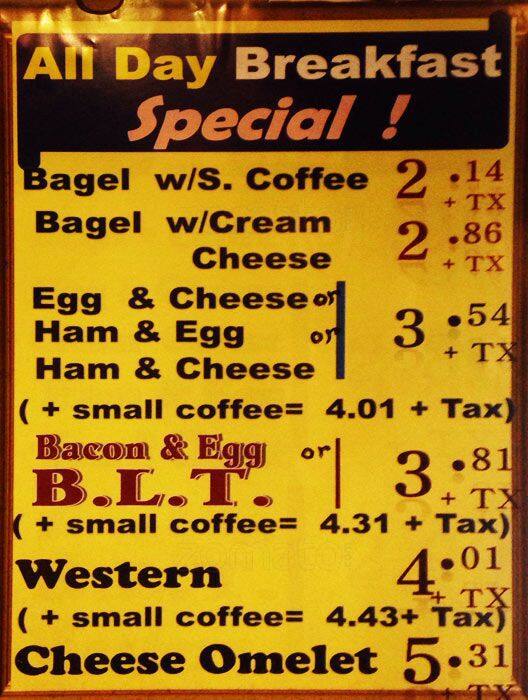 All Day Breakfast
Special !
Bagel w/S. Coffee 2.14 + TX
Bagel w/Cream
Cheese 2.86 + TX
Egg & Cheese or
Ham & Egg or 3.54 + TX
Ham & Cheese
( + small coffee= 4.01 + Tax)
Bacon & Egg or
B.L.T. 3.81 + TX
( + small coffee= 4.31 + Tax)
Western 4.01 + TX
( + small coffee= 4.43+ Tax)
Cheese Omelet 5.31
+ TX
zomato